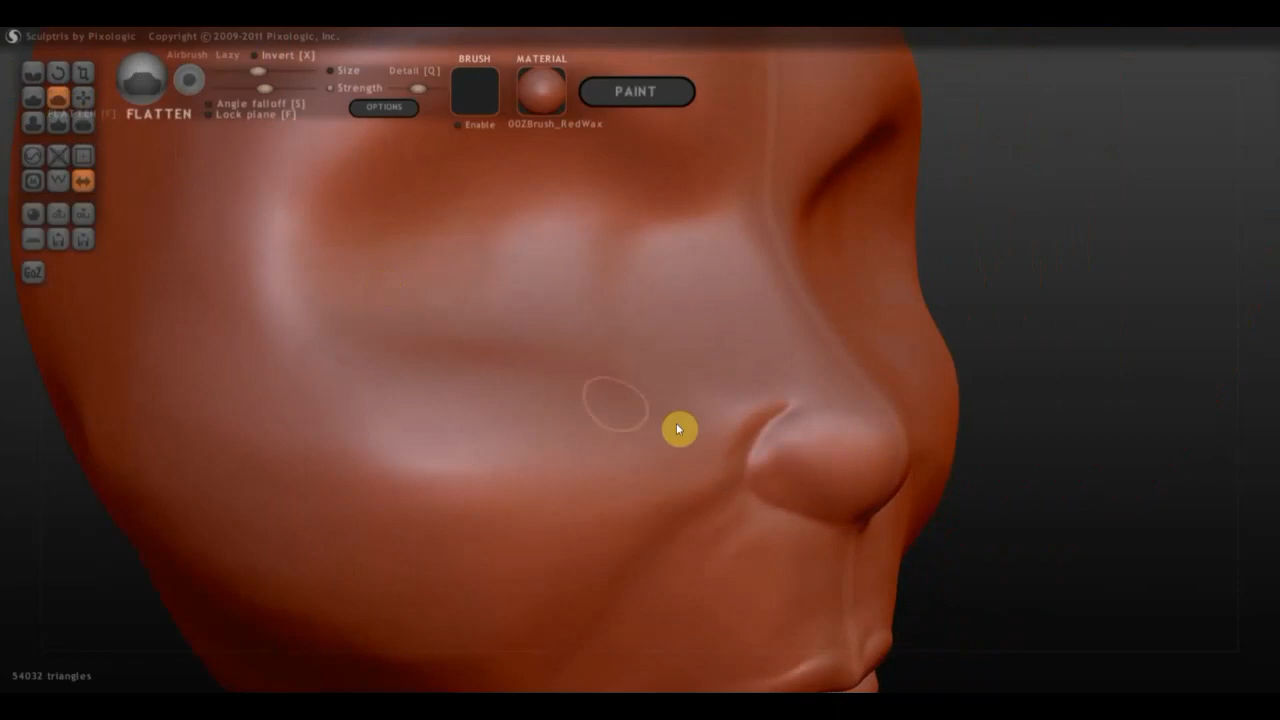 Sculptris by Pixologic Copyright ©2009-2011 Pixologic, Inc.
Airbrush Lazy Invert [X]
Size Detail [Q]
Strength
Angle falloff [S]
Lock plane [F]
OPTIONS
FLATTEN
BRUSH
Enable
MATERIAL
00ZBrush_RedWax
PAINT
GoZ
54032 triangles